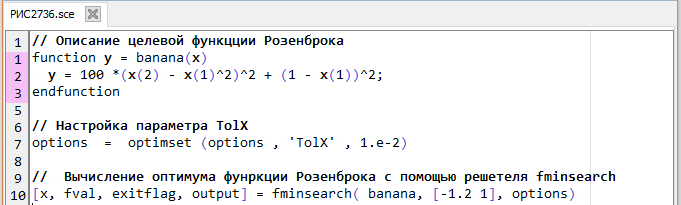 РИС2736.sce
1 // Описание целевой функцции Розенброка
1 function y = banana(x)
2 y = 100 *(x(2) - x(1)^2)^2 + (1 - x(1))^2;
3 endfunction
5
6 // Настройка параметра TolX
7 options = optimset (options , 'TolX' , 1.e-2)
8
9 // Вычисление оптимума фунркции Розенброка с помощью решетеля fminsearch
10 [x, fval, exitflag, output] = fminsearch( banana, [-1.2 1], options)